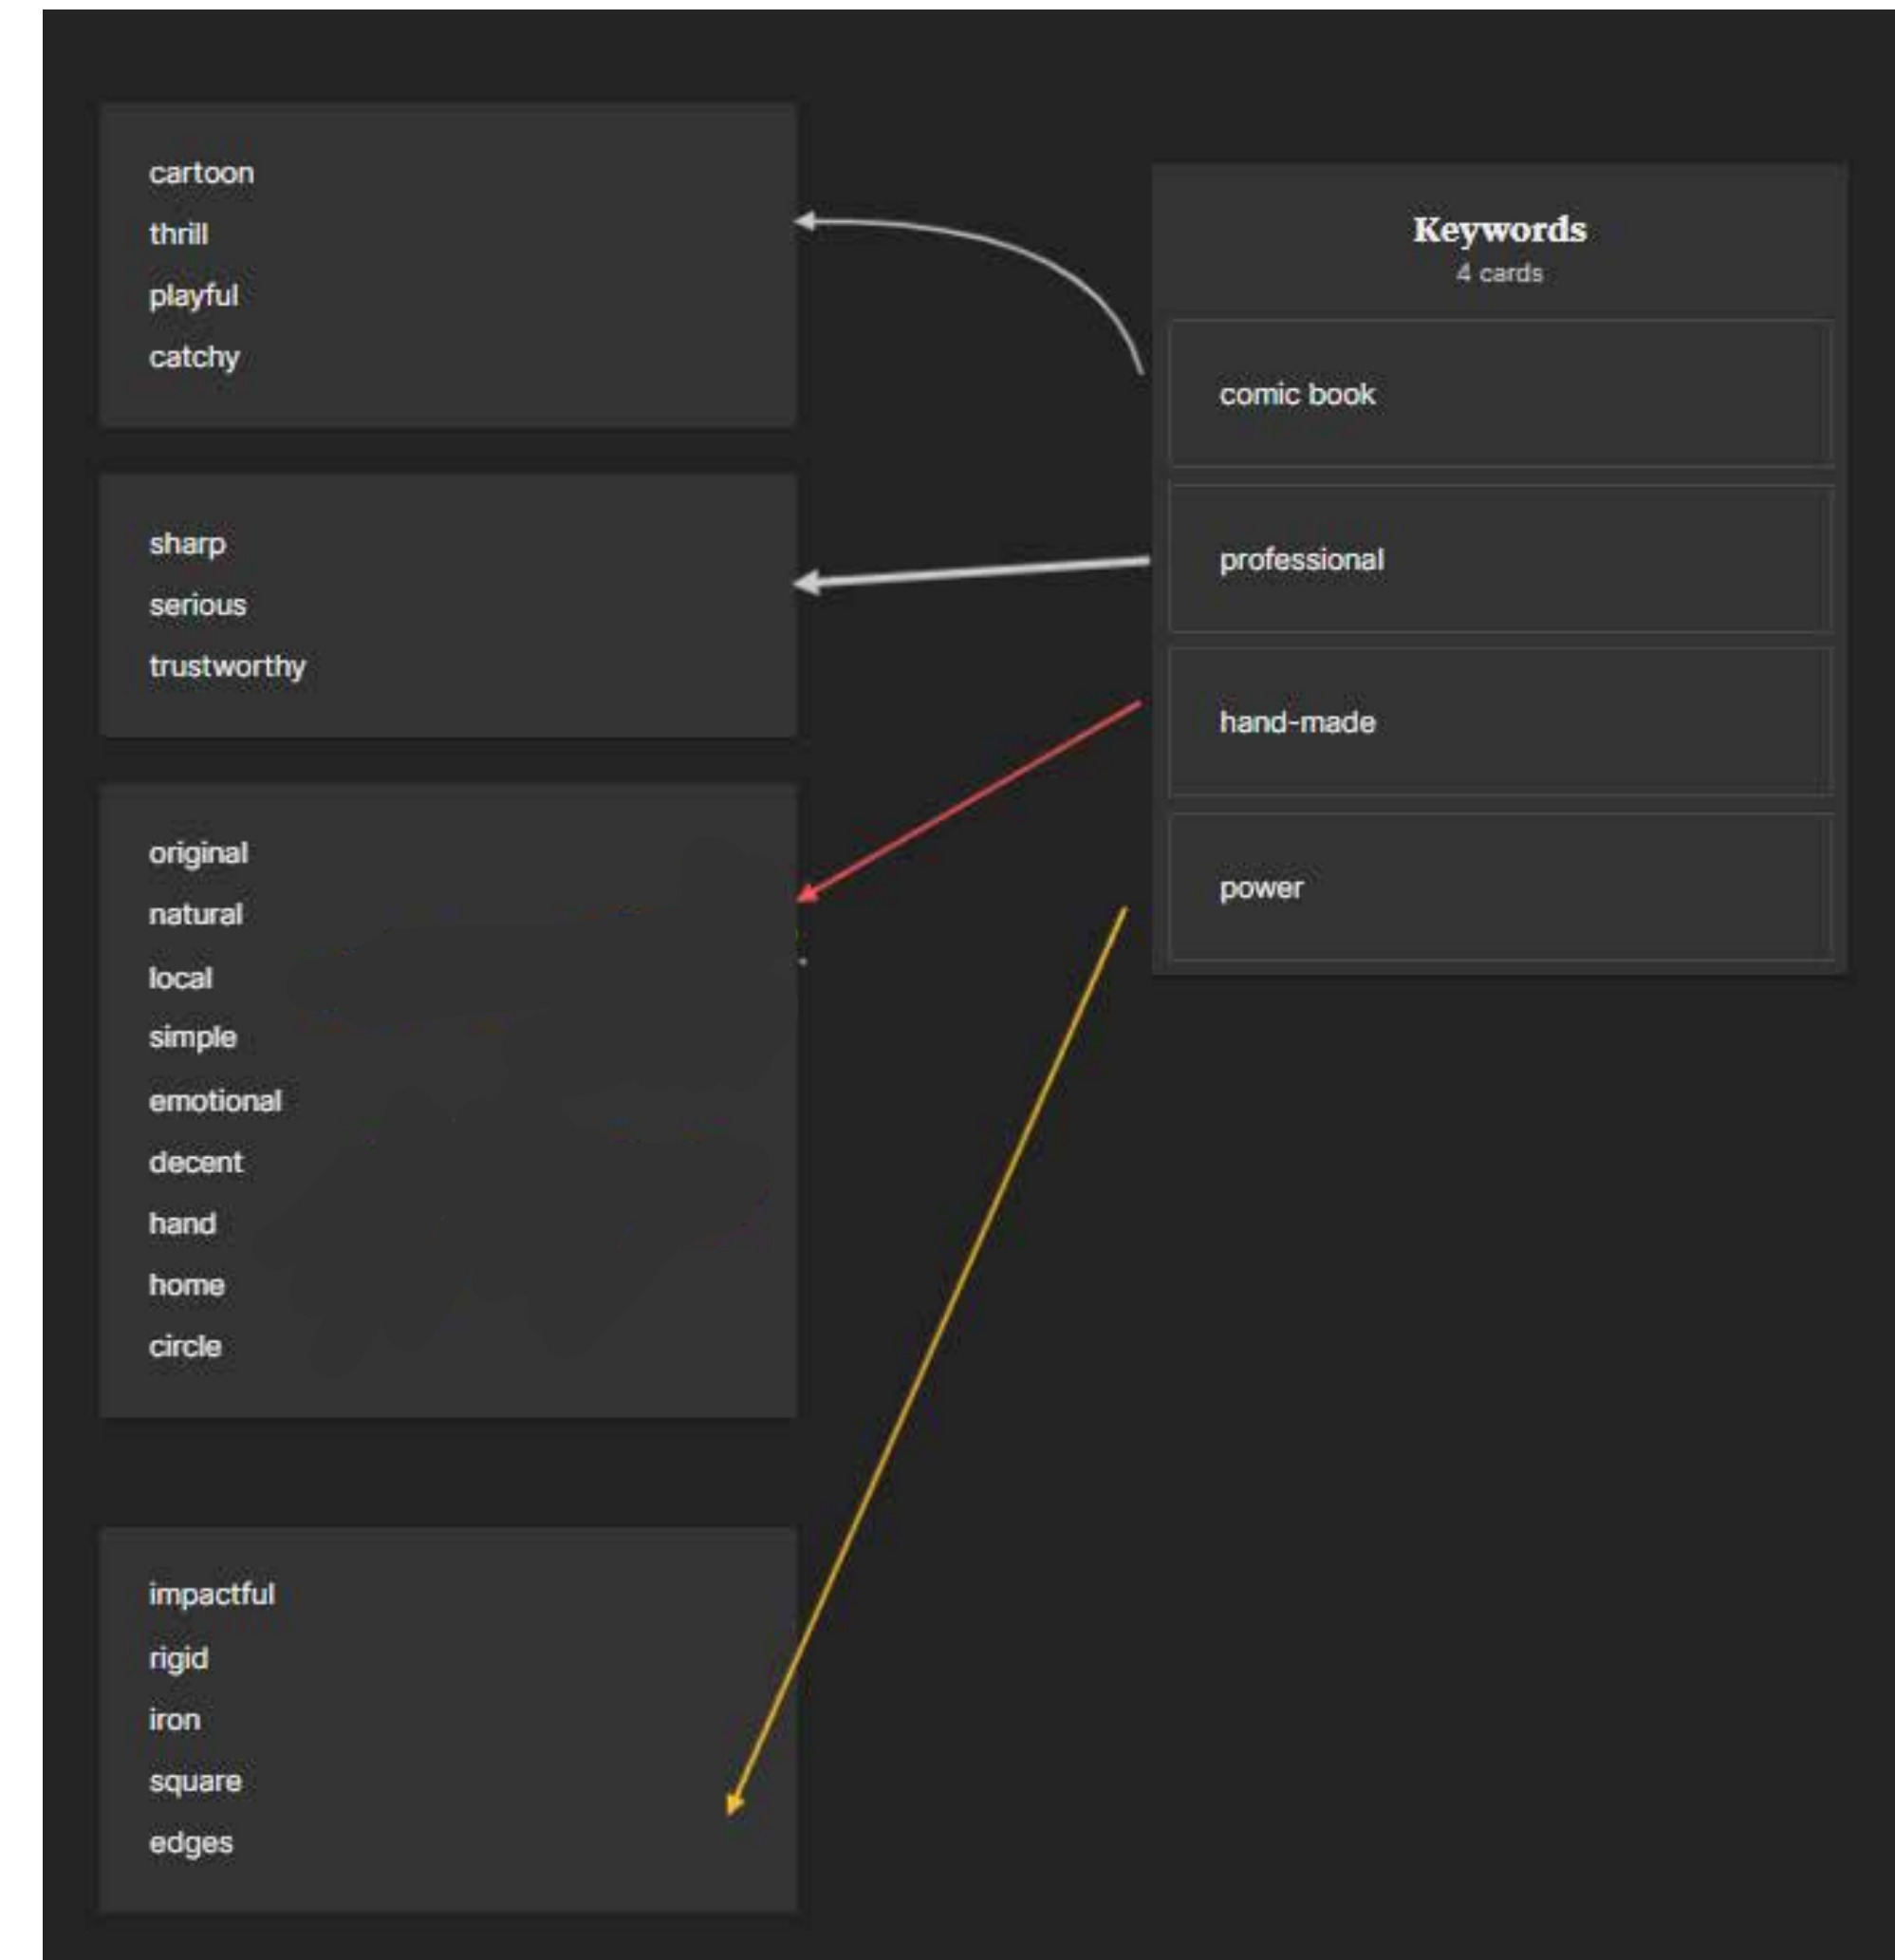 cartoon
thrill
playful
catchy
sharp
serious
trustworthy
original
natural
local
simple
emotional
decent
hand
home
circle
impactful
rigid
iron
square
edges
Keywords
4 cards
comic book
professional
hand-made
power